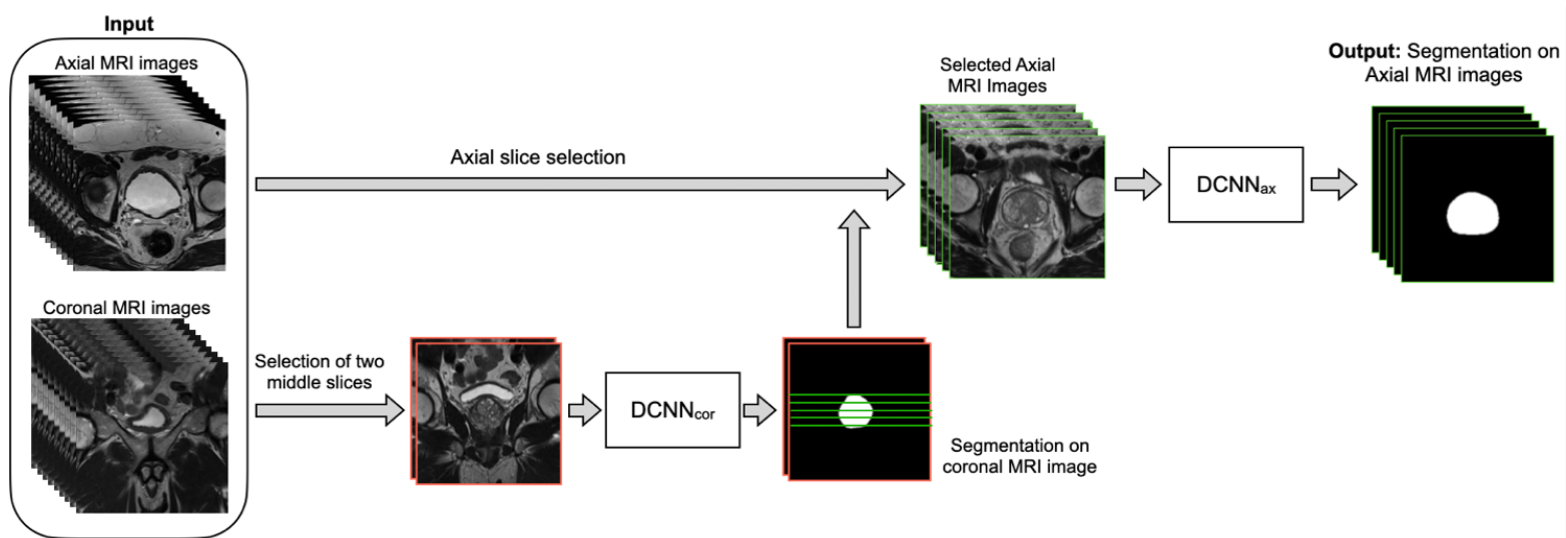 Input
Axial MRI images
Coronal MRI images
Axial slice selection
Selection of two
middle slices
DCNNcor
Segmentation on
coronal MRI image
Selected Axial
MRI Images
DCNNax
Output: Segmentation on
Axial MRI images